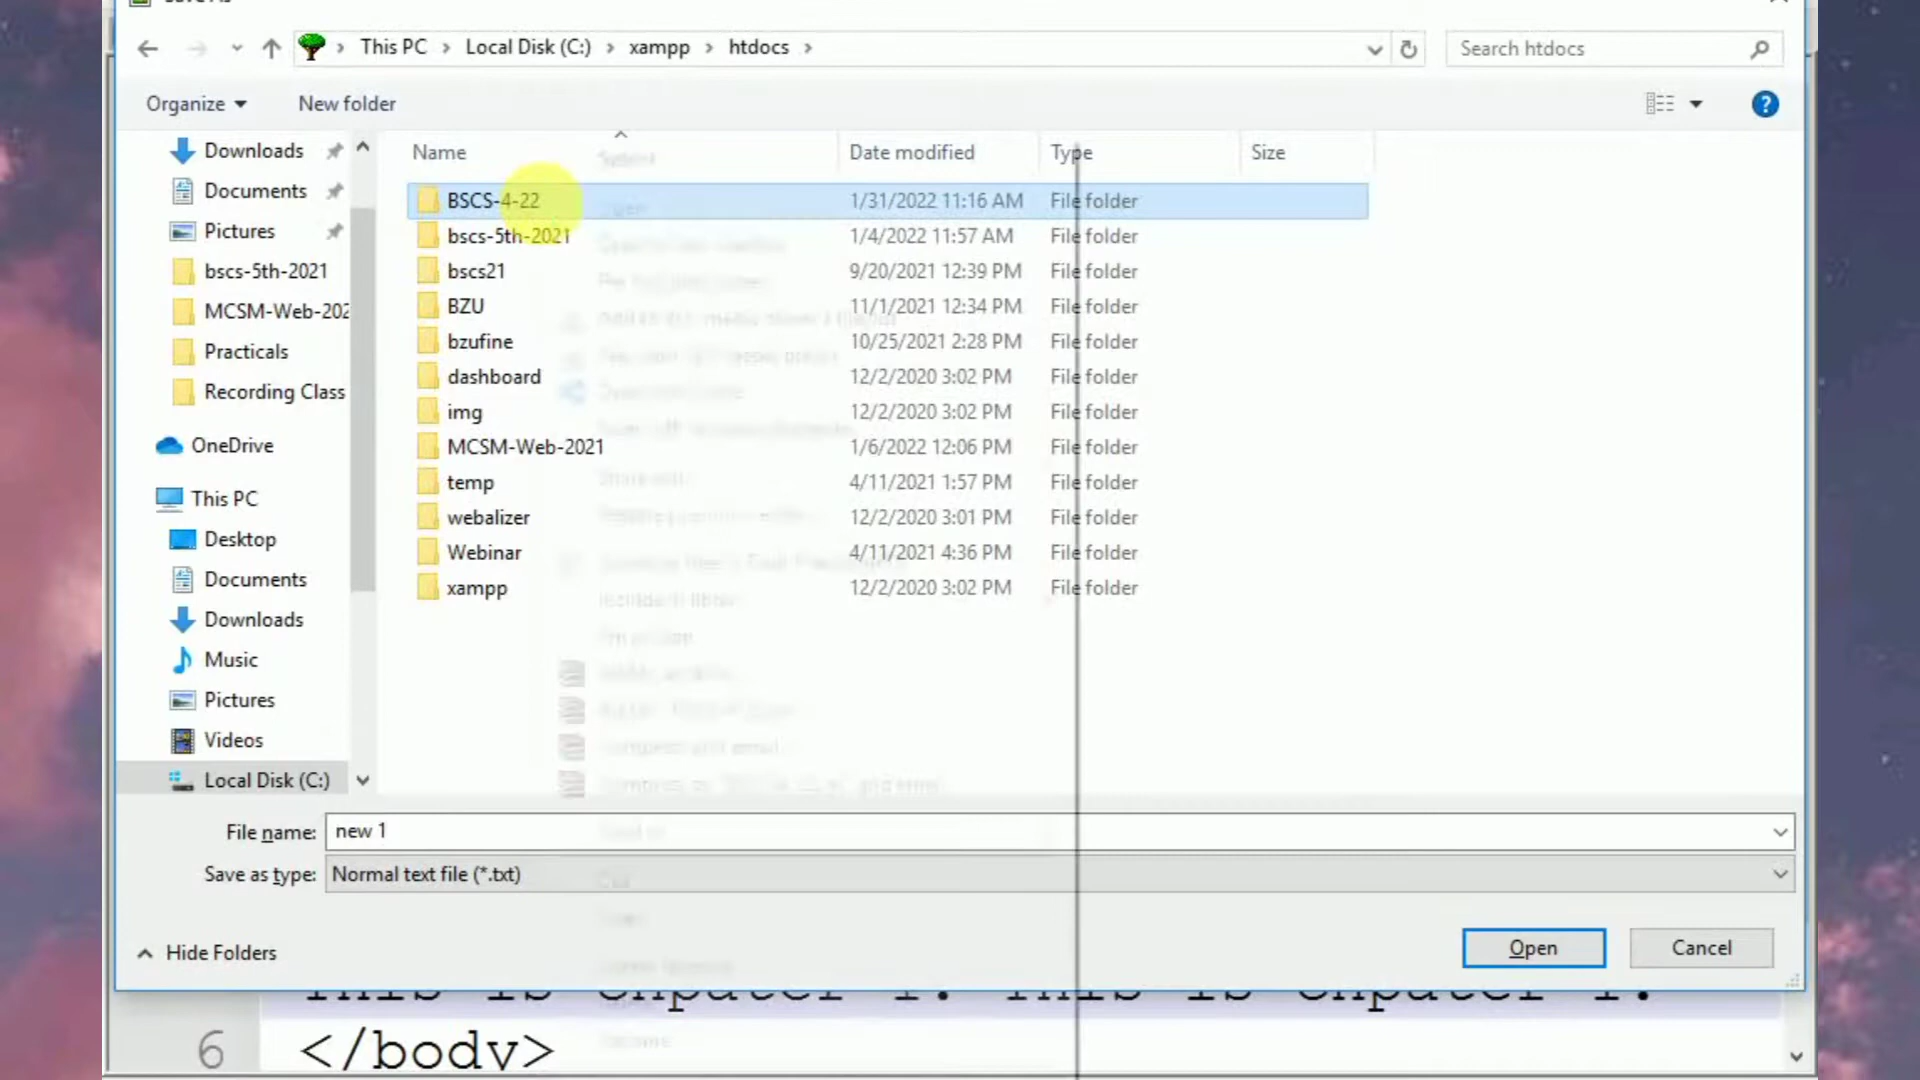 This PC > Local Disk (C:) > xampp > htdocs >
Search htdocs
Organize
New folder
Name
Date modified
Type
Size
Downloads
Documents
Pictures
bscs-5th-2021
MCSM-Web-202
Practicals
Recording Class
OneDrive
This PC
Desktop
Documents
Downloads
Music
Pictures
Videos
Local Disk (C:)
BSCS-4-22 1/31/2022 11:16 AM File folder
bscs-5th-2021 1/4/2022 11:57 AM File folder
bscs21 9/20/2021 12:39 PM File folder
BZU 11/1/2021 12:34 PM File folder
bzufine 10/25/2021 2:28 PM File folder
dashboard 12/2/2020 3:02 PM File folder
img 12/2/2020 3:02 PM File folder
MCSM-Web-2021 1/6/2022 12:06 PM File folder
temp 4/11/2021 1:57 PM File folder
webalizer 12/2/2020 3:01 PM File folder
Webinar 4/11/2021 4:36 PM File folder
xampp 12/2/2020 3:02 PM File folder
File name: new 1
Save as type: Normal text file (*.txt)
Hide Folders
Open
Cancel
6 </body>